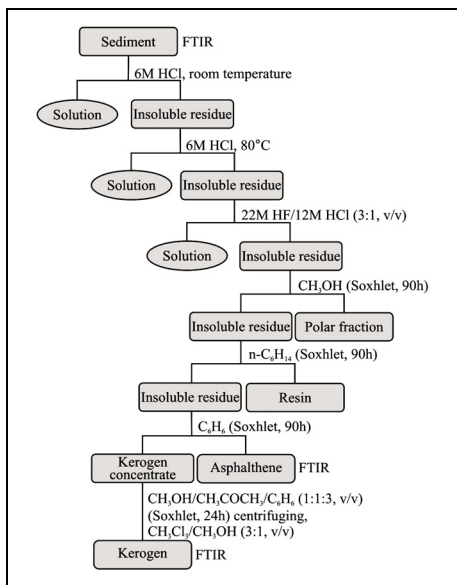 Sediment FTIR
6M HCl, room temperature
Solution Insoluble residue
6M HCl, 80°C
Solution Insoluble residue
22M HF/12M HCl (3:1, v/v)
Solution Insoluble residue
CH₃OH (Soxhlet, 90h)
Insoluble residue Polar fraction
n-C₆H₁₄ (Soxhlet, 90h)
Insoluble residue Resin
C₆H₆ (Soxhlet, 90h)
Kerogen
concentrate
Asphalthene FTIR
CH₃OH/CH₃COCH₃/C₆H₆ (1:1:3, v/v)
(Soxhlet, 24h) centrifuging,
CH₃Cl₃/CH₃OH (3:1, v/v)
Kerogen FTIR